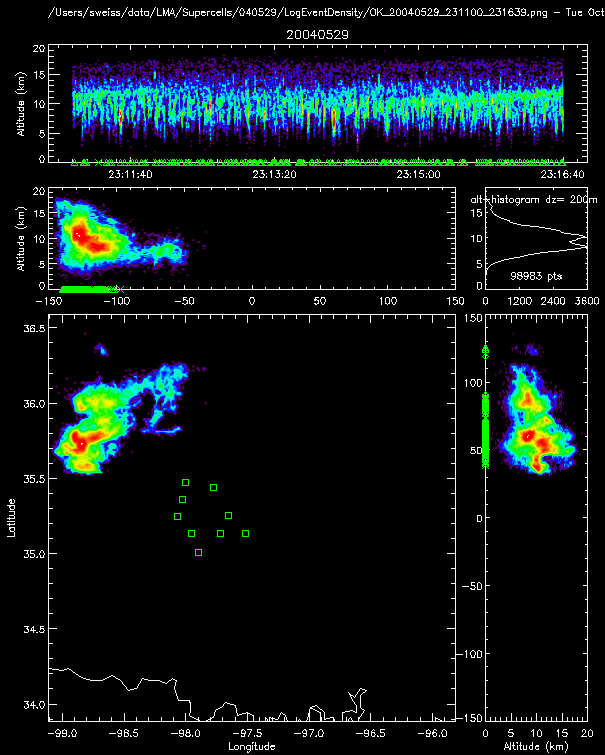 /Users/sweiss/data/LMA/Supercells/040529/LogEventDensity/OK_20040529_231100_231639.png - Tue Oct
20040529
Altitude (km)
20
15
10
5
0
23:11:40 23:13:20 23:15:00 23:16:40
Altitude (km)
20
15
10
5
0
-150 -100 -50 0 50 100 150
alt-histogram dz= 200m
20
15
10
5
0
98983 pts
0 1200 2400 3600
Latitude
36.5
36.0
35.5
35.0
34.5
34.0
-99.0 -98.5 -98.0 -97.5 -97.0 -96.5 -96.0
Longitude
150
100
50
0
-50
-100
-150
0 5 10 15 20
Altitude (km)